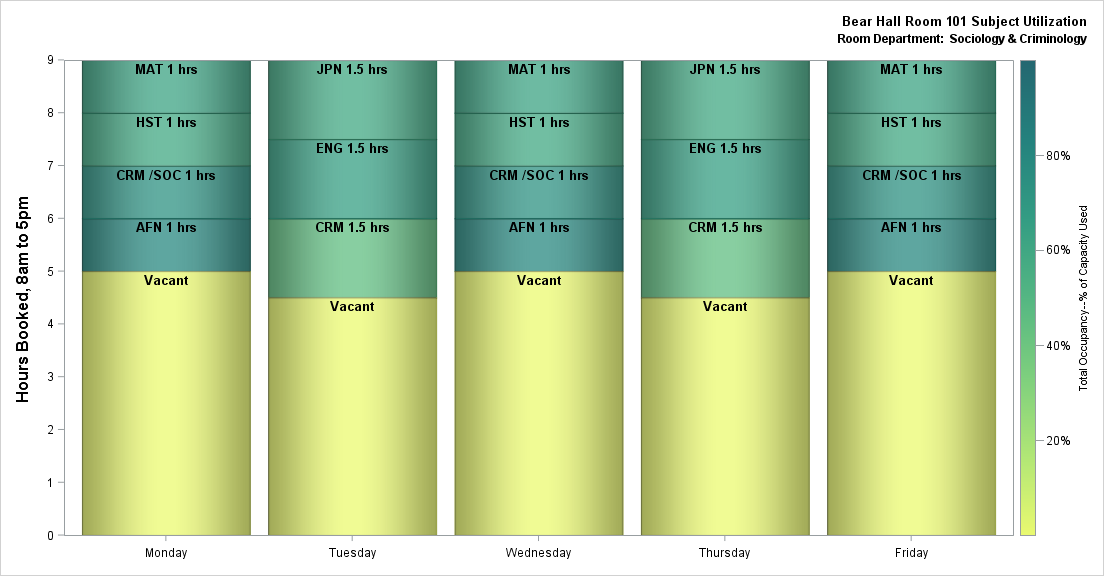 Bear Hall Room 101 Subject Utilization
Room Department: Sociology & Criminology
Hours Booked, 8am to 5pm
9
8
7
6
5
4
3
2
1
0
MAT 1 hrs
HST 1 hrs
CRM /SOC 1 hrs
AFN 1 hrs
Vacant
JPN 1.5 hrs
ENG 1.5 hrs
CRM 1.5 hrs
Vacant
MAT 1 hrs
HST 1 hrs
CRM /SOC 1 hrs
AFN 1 hrs
Vacant
JPN 1.5 hrs
ENG 1.5 hrs
CRM 1.5 hrs
Vacant
MAT 1 hrs
HST 1 hrs
CRM /SOC 1 hrs
AFN 1 hrs
Vacant
Monday
Tuesday
Wednesday
Thursday
Friday
80%
60%
40%
20%
Total Occupancy--% of Capacity Used